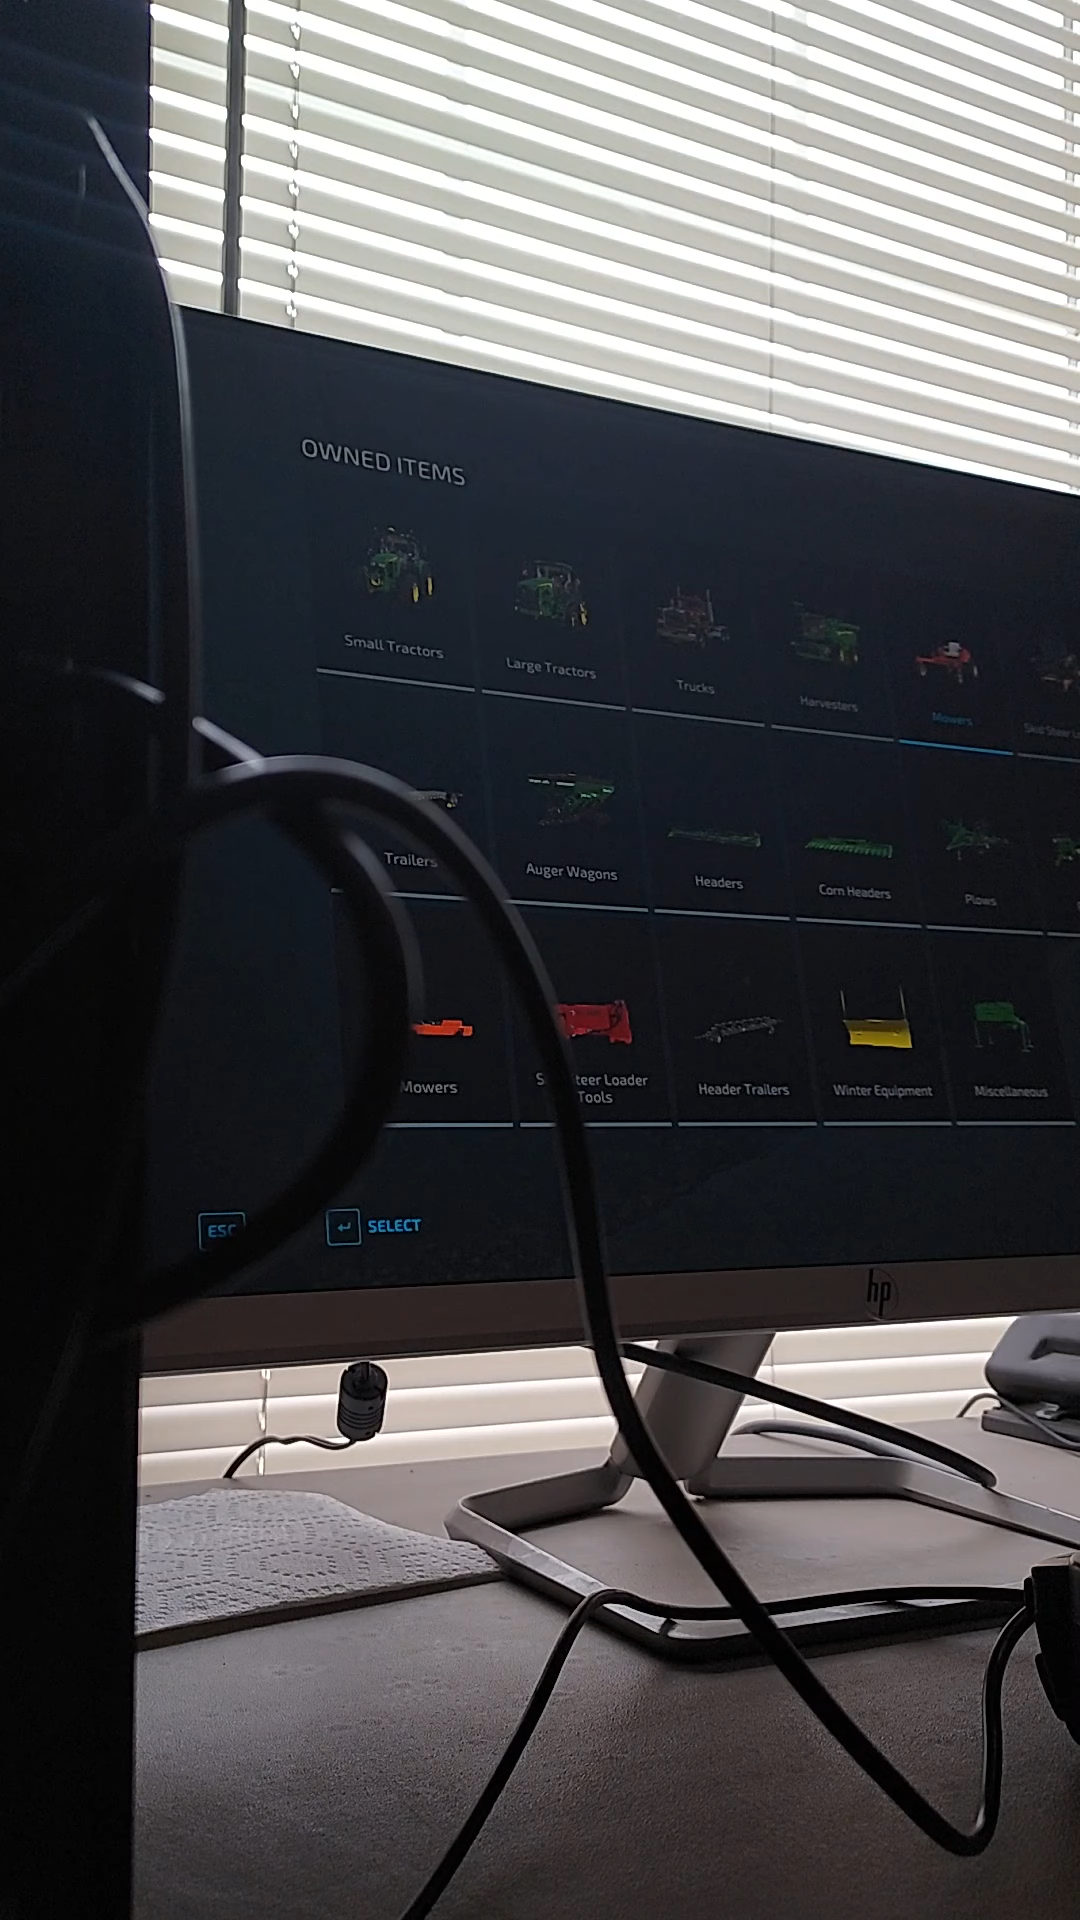 OWNED ITEMS
Small Tractors
Large Tractors
Trucks
Harvesters
Mowers
Trailers
Auger Wagons
Headers
Corn Headers
Plows
Mowers
Loader
Tools
Header Trailers
Winter Equipment
Miscellaneous
ESC
SELECT
hp